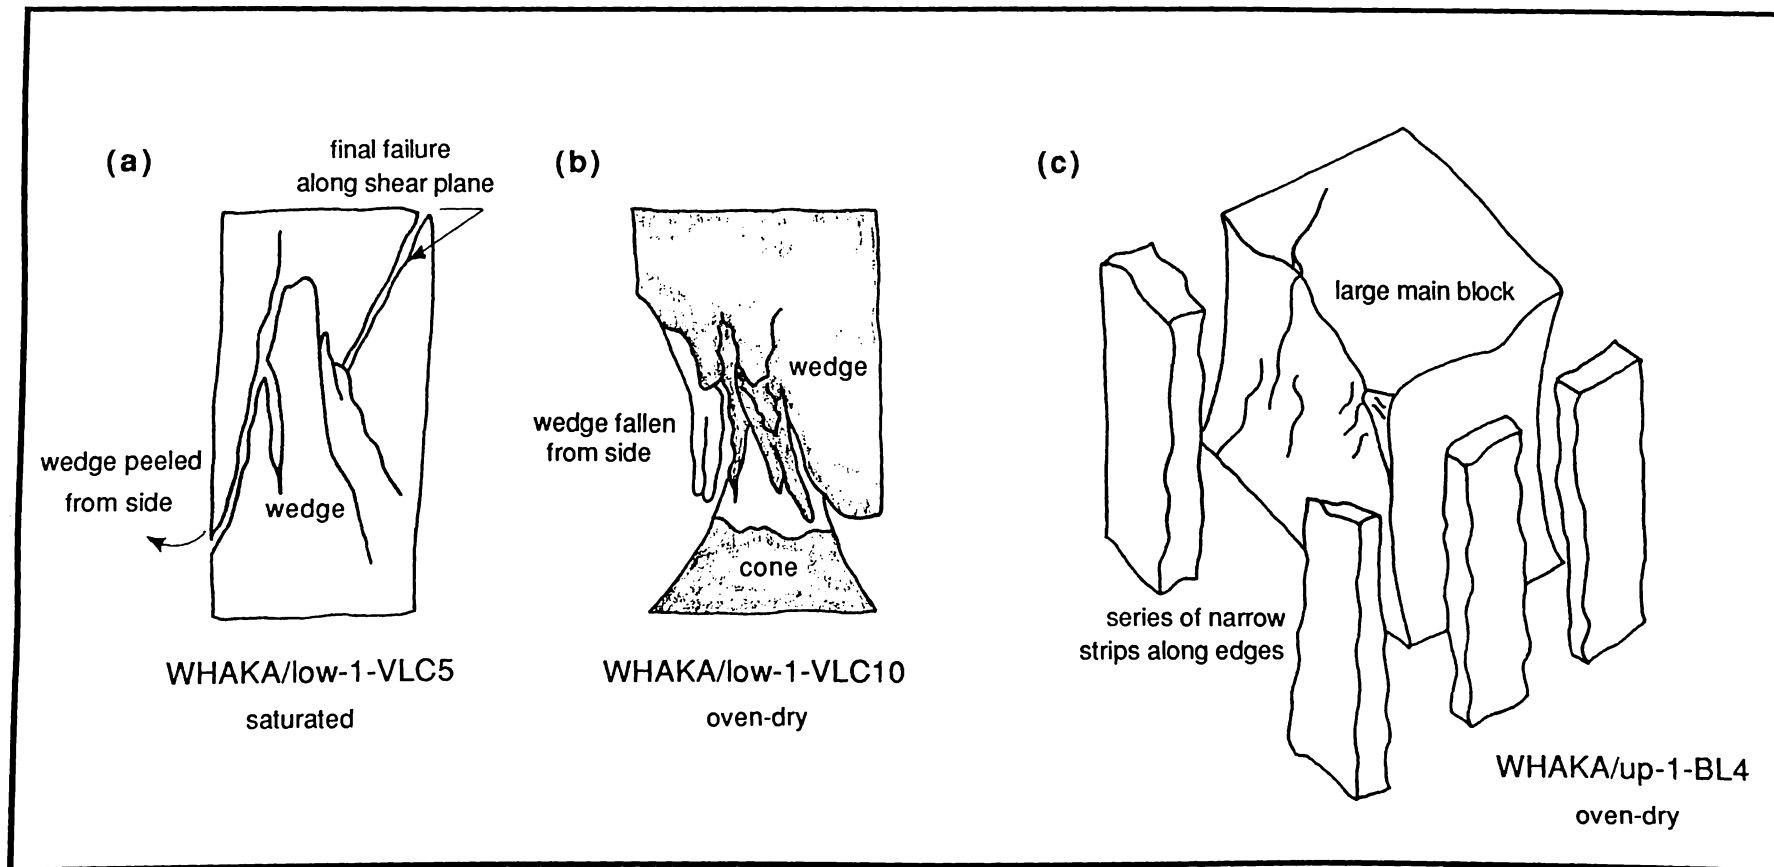 (a)
final failure
along shear plane
wedge peeled
from side
wedge
WHAKA/low-1-VLC5
saturated
(b)
wedge
wedge fallen
from side
cone
WHAKA/low-1-VLC10
oven-dry
(c)
large main block
series of narrow
strips along edges
WHAKA/up-1-BL4
oven-dry